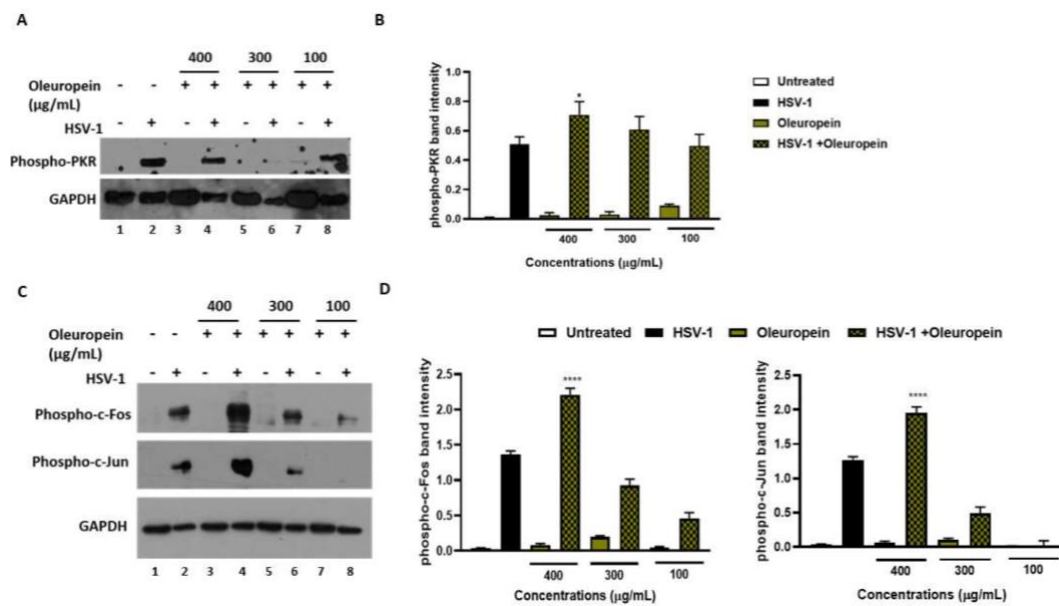 A
400 300 100
Oleuropein - - + + + + + +
(µg/mL)
HSV-1 - + - + - + - +
Phospho-PKR
GAPDH
1 2 3 4 5 6 7 8
B
phospho-PKR band intensity
1.0
0.8
0.6
0.4
0.2
0.0
*
400 300 100
Concentrations (µg/mL)
Untreated
HSV-1
Oleuropein
HSV-1 +Oleuropein
C
400 300 100
Oleuropein - - + + + + + +
(µg/mL)
HSV-1 - + - + - + - +
Phospho-c-Fos
Phospho-c-Jun
GAPDH
1 2 3 4 5 6 7 8
D
Untreated HSV-1 Oleuropein HSV-1 +Oleuropein
phospho-c-Fos band intensity
2.5
2.0
1.5
1.0
0.5
0.0
****
400 300 100
Concentrations (µg/mL)
phospho-c-Jun band intensity
2.5
2.0
1.5
1.0
0.5
0.0
****
400 300 100
Concentrations (µg/mL)